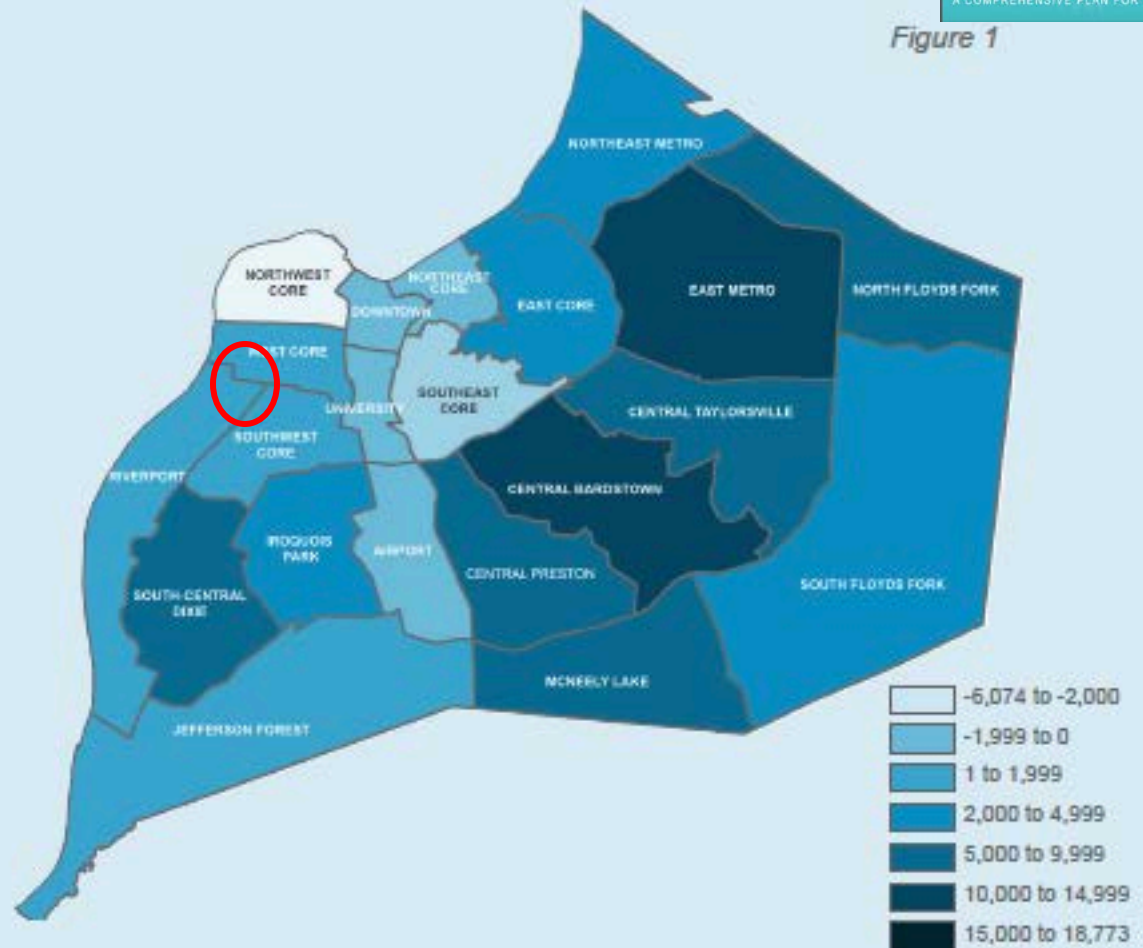 A COMPREHENSIVE PLAN FOR
Figure 1
NORTHEAST METRO
NORTHWEST
CORE
NORTHEAST
CORE
DOWNTOWN
EAST CORE
EAST METRO
NORTH FLOYDS FORK
WEST CORE
SOUTHEAST
CORE
UNIVERSITY
CENTRAL TAYLORSVILLE
SOUTHWEST
CORE
RIVERPORT
CENTRAL BARDSTOWN
IROQUOIS
PARK
AIRPORT
CENTRAL PRESTON
SOUTH FLOYDS FORK
SOUTH-CENTRAL
DIXIE
MCNEELY LAKE
JEFFERSON FOREST
-6,074 to -2,000
-1,999 to 0
1 to 1,999
2,000 to 4,999
5,000 to 9,999
10,000 to 14,999
15,000 to 18,773